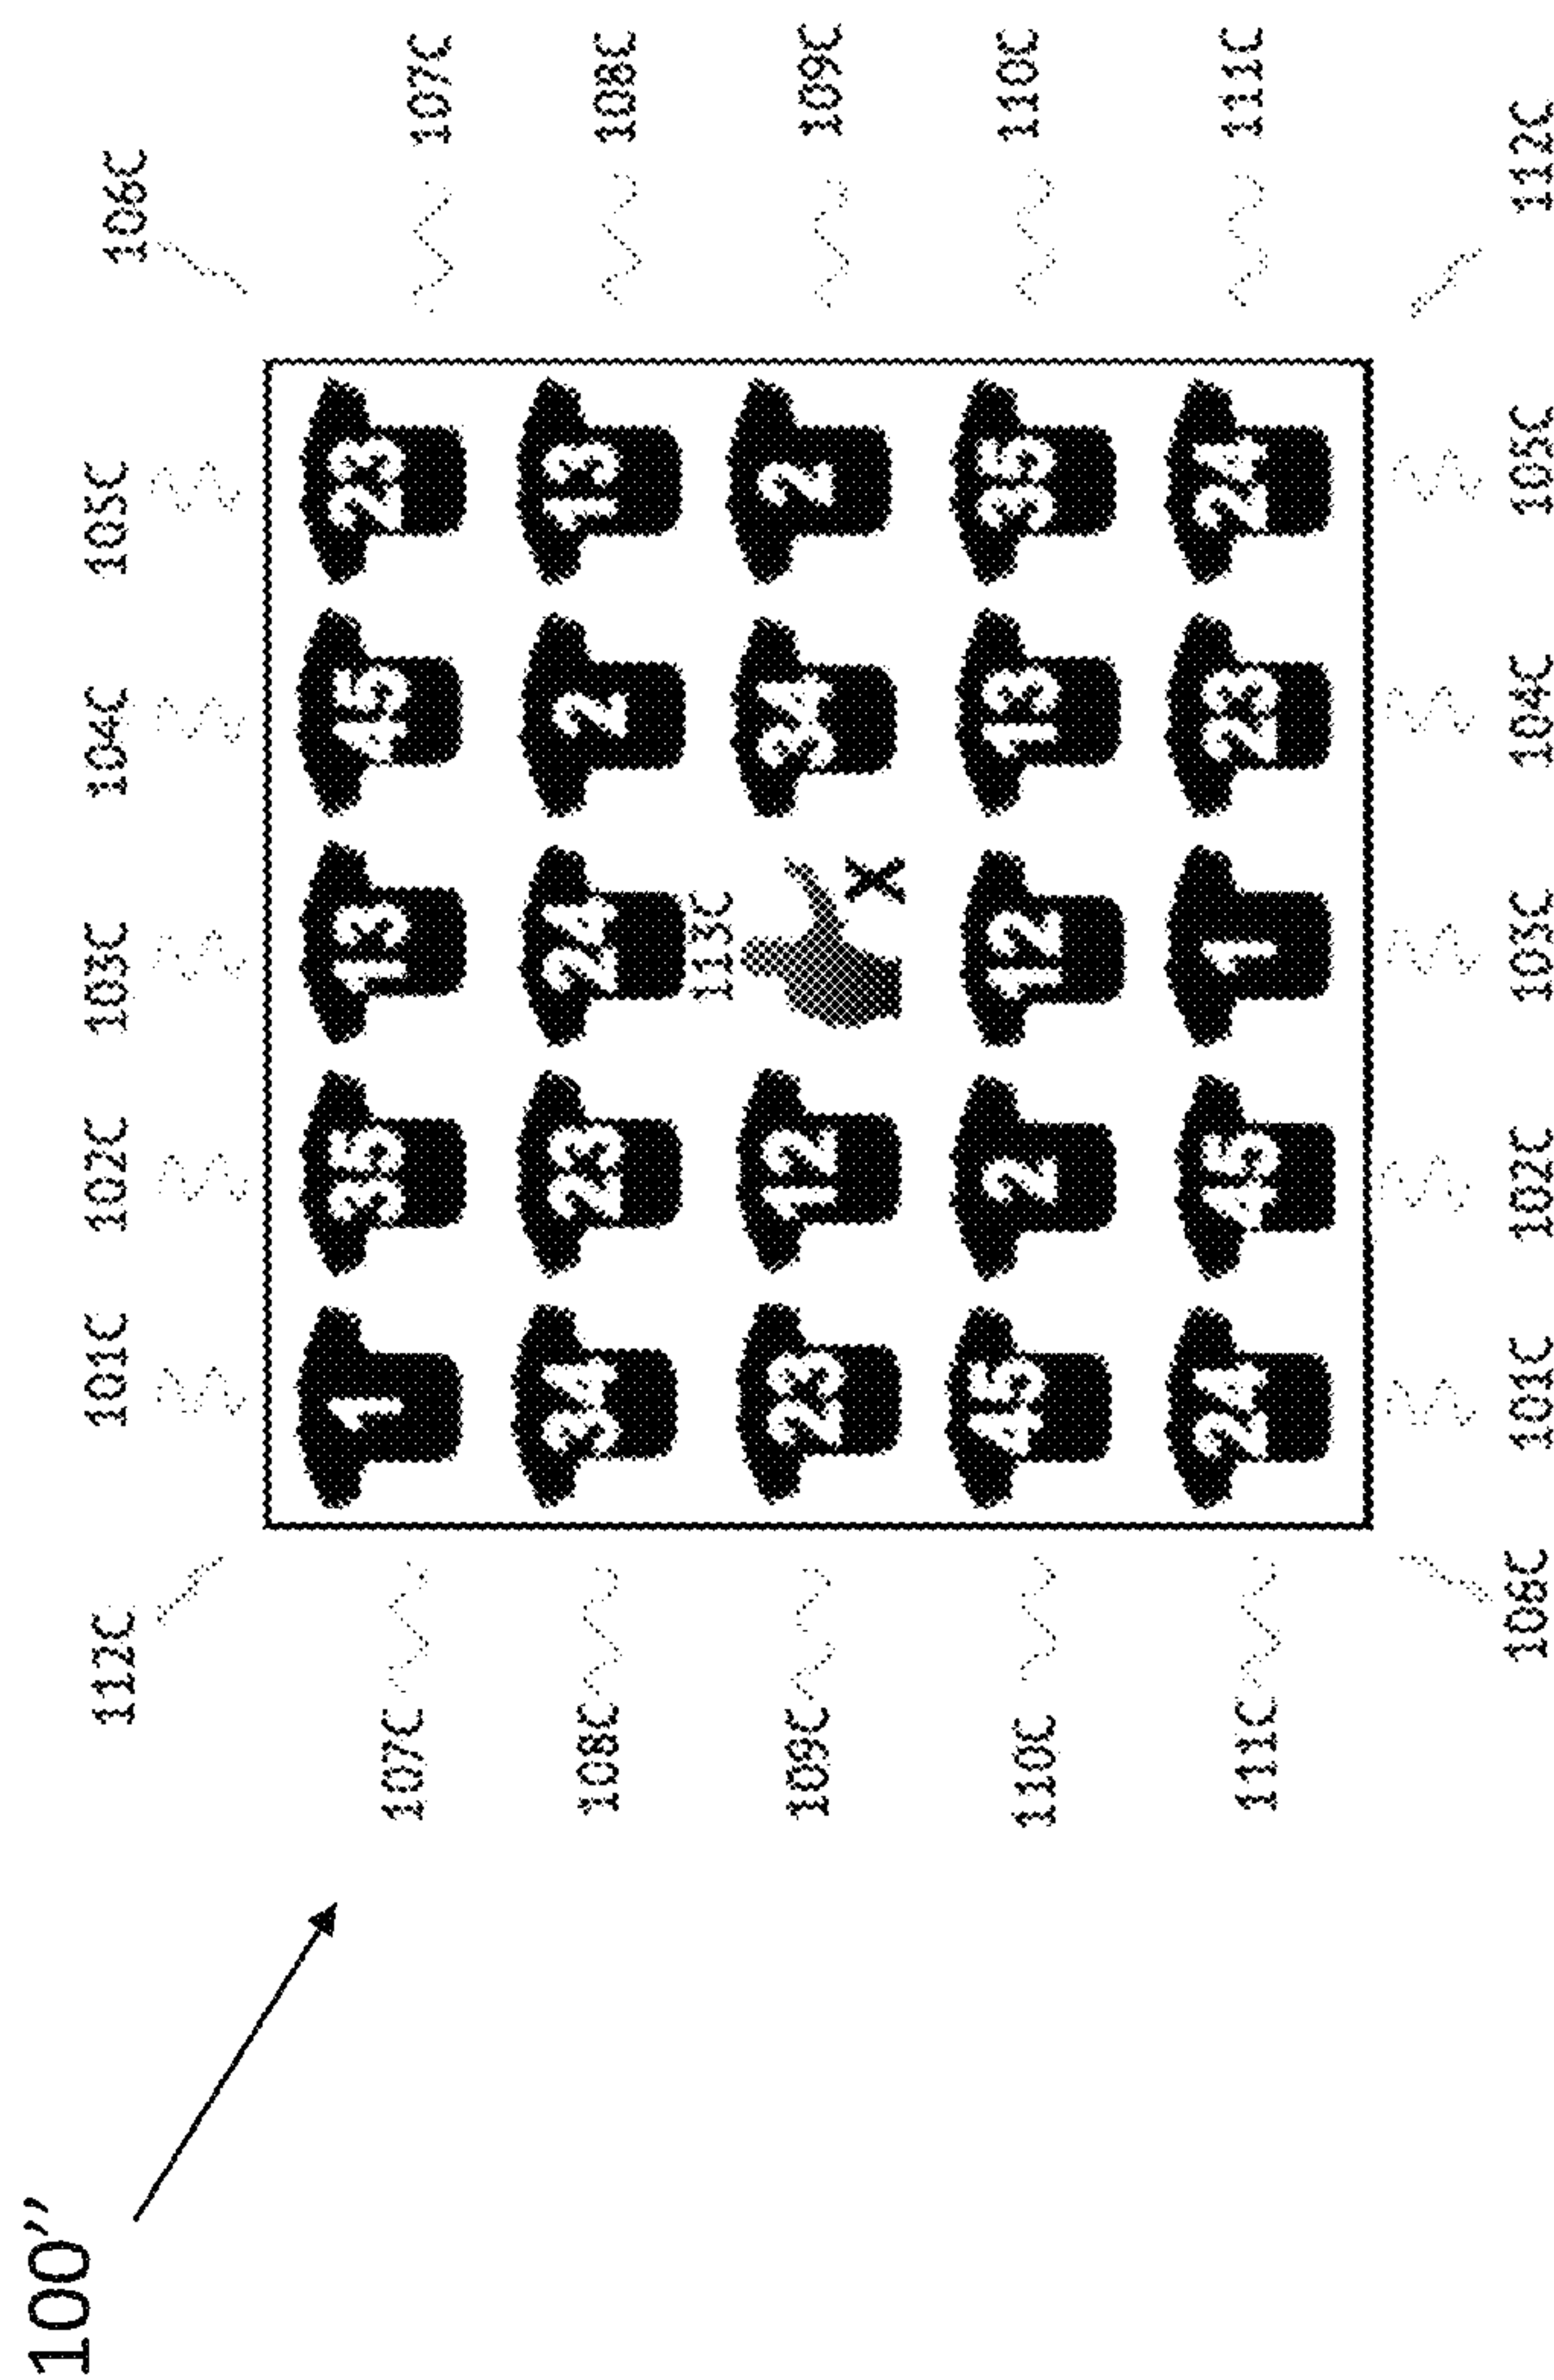 100”
112C 101C 102C 103C 104C 105C 106C
107C 1 35 13 45 23 107C
108C 34 23 24 2 13 108C
113C
109C 23 12 X 34 2 109C
110C 45 2 12 13 35 110C
111C 24 45 1 23 24 111C
108C 101C 102C 103C 104C 105C 112C